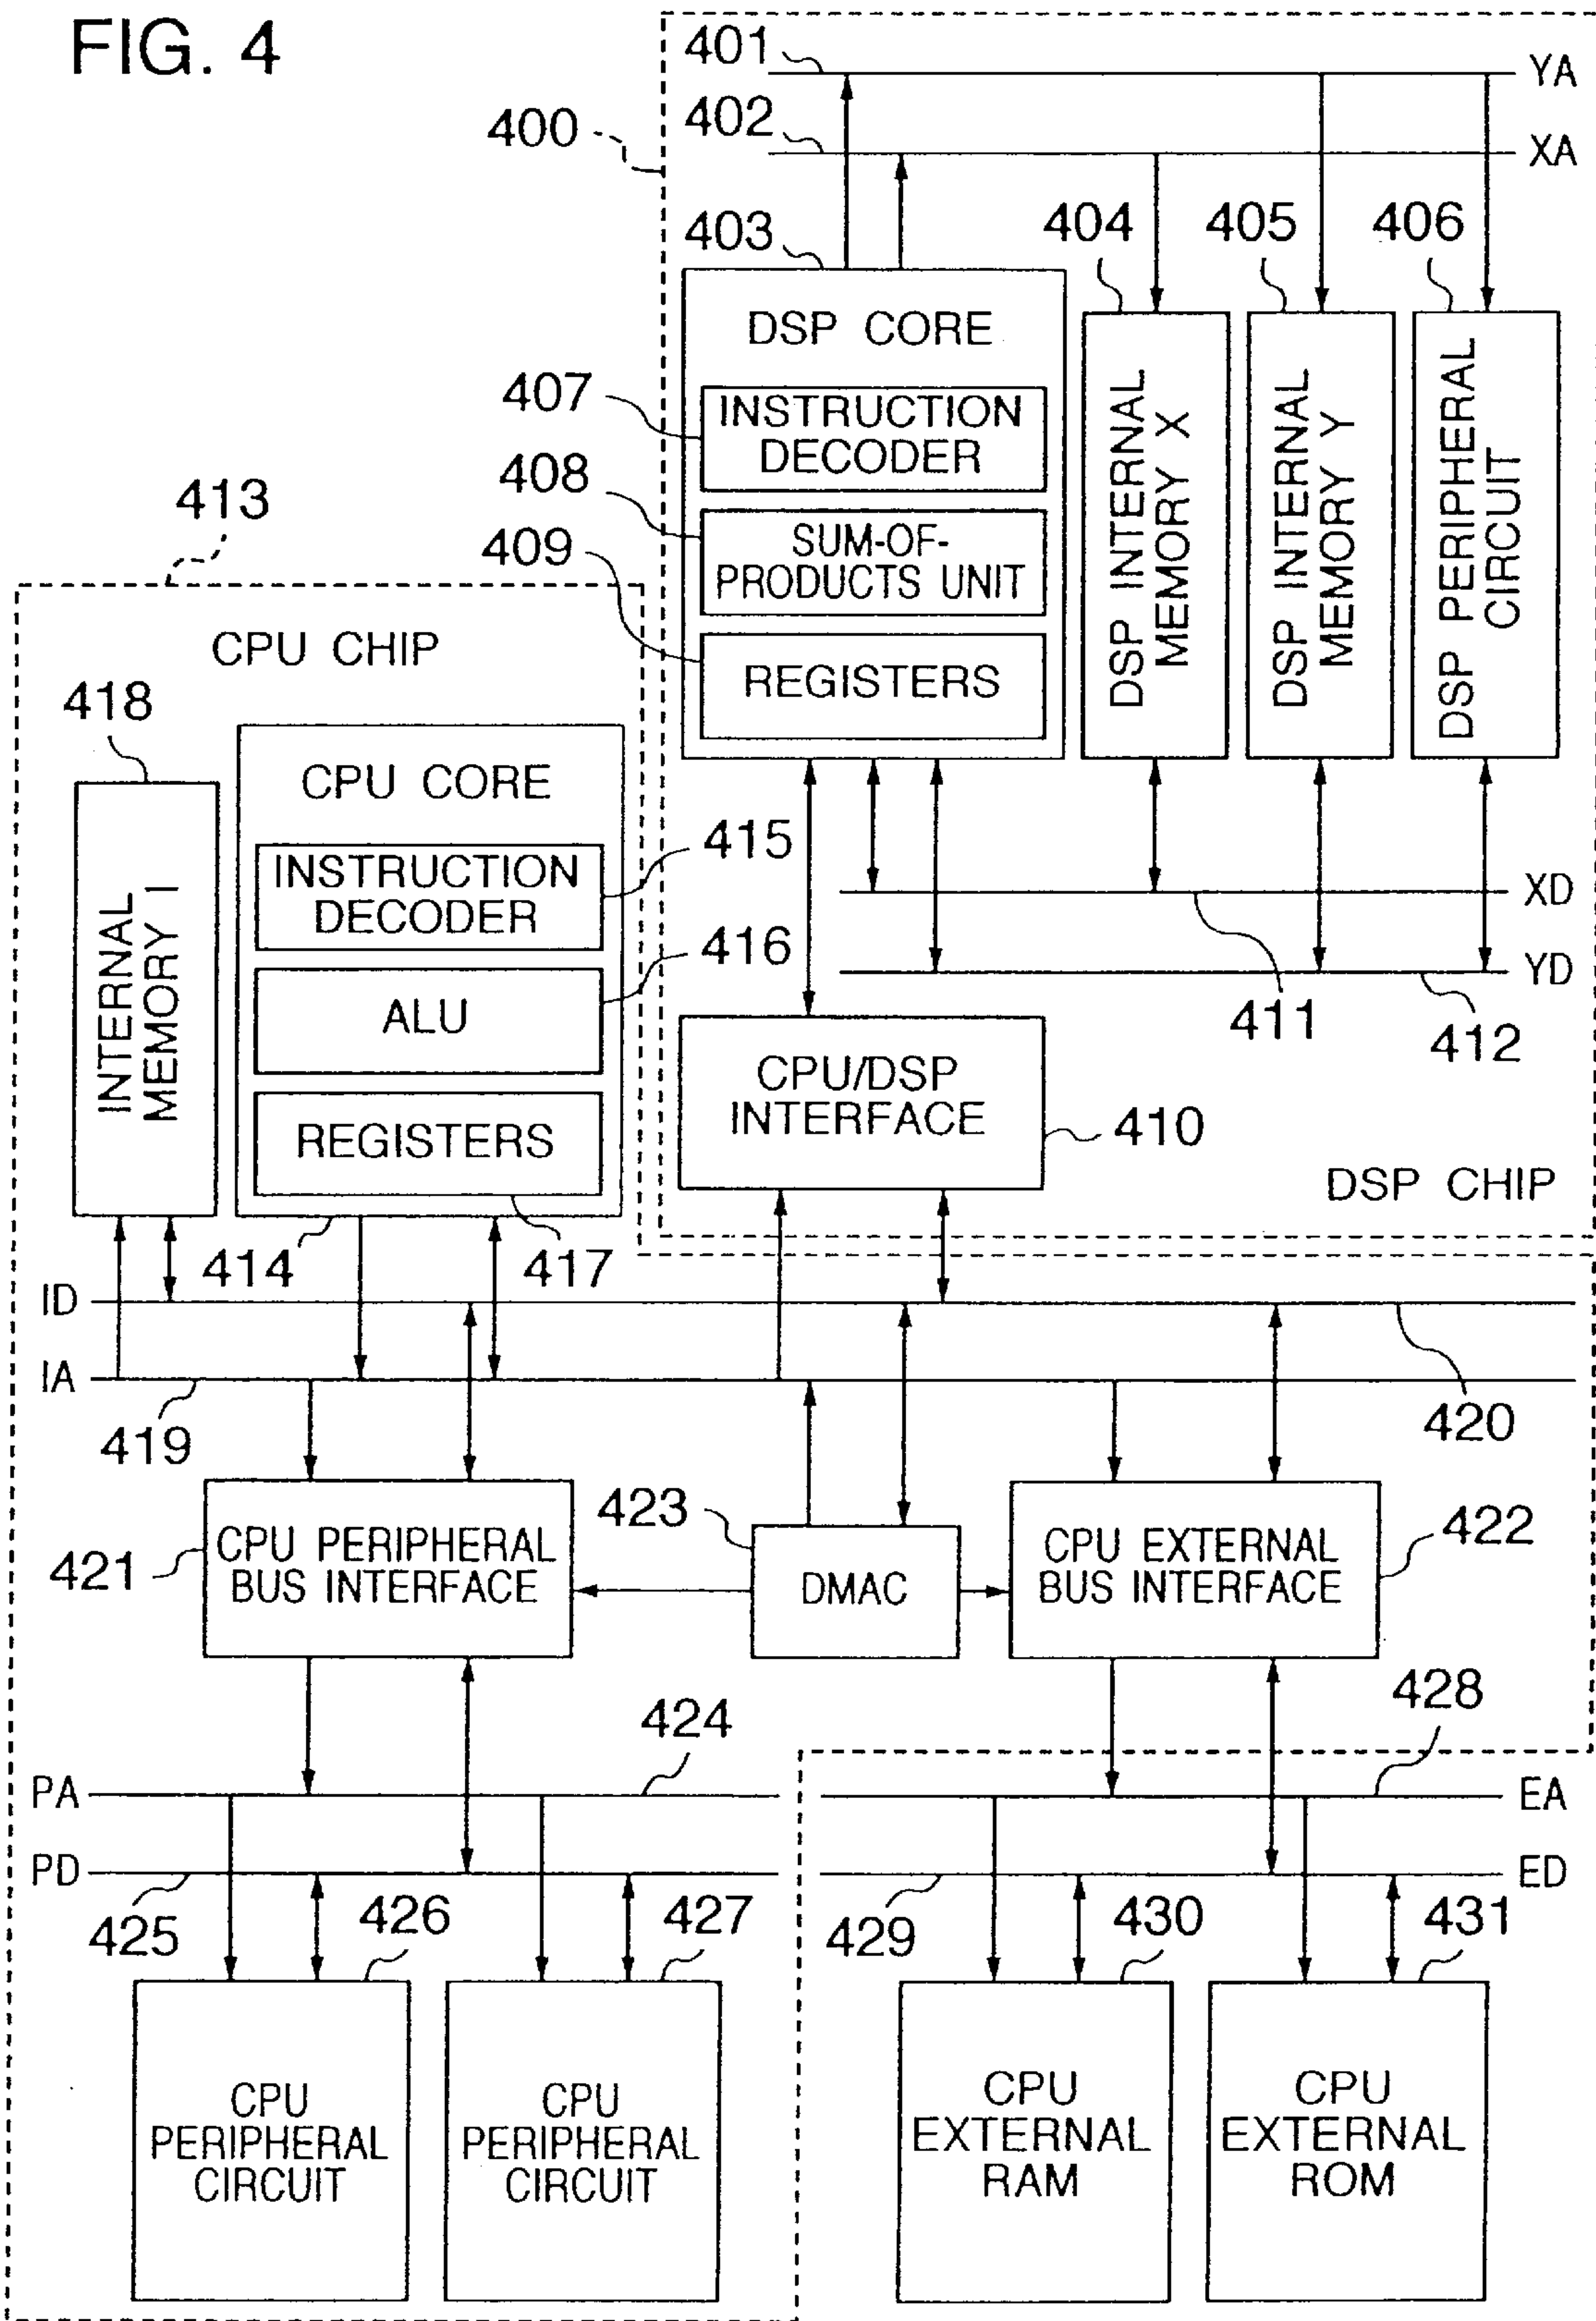 FIG. 4
401
YA
402
XA
400
403
404
405
406
DSP CORE
407
INSTRUCTION
DECODER
408
SUM-OF-
PRODUCTS UNIT
409
REGISTERS
DSP INTERNAL
MEMORY X
DSP INTERNAL
MEMORY Y
DSP PERIPHERAL
CIRCUIT
413
CPU CHIP
418
INTERNAL
MEMORY I
CPU CORE
INSTRUCTION
DECODER
415
ALU
416
REGISTERS
414
417
XD
YD
411
412
CPU/DSP
INTERFACE
410
DSP CHIP
ID
IA
419
420
421
CPU PERIPHERAL
BUS INTERFACE
423
DMAC
CPU EXTERNAL
BUS INTERFACE
422
424
428
PA
EA
PD
ED
425
426
427
429
430
431
CPU
PERIPHERAL
CIRCUIT
CPU
PERIPHERAL
CIRCUIT
CPU
EXTERNAL
RAM
CPU
EXTERNAL
ROM